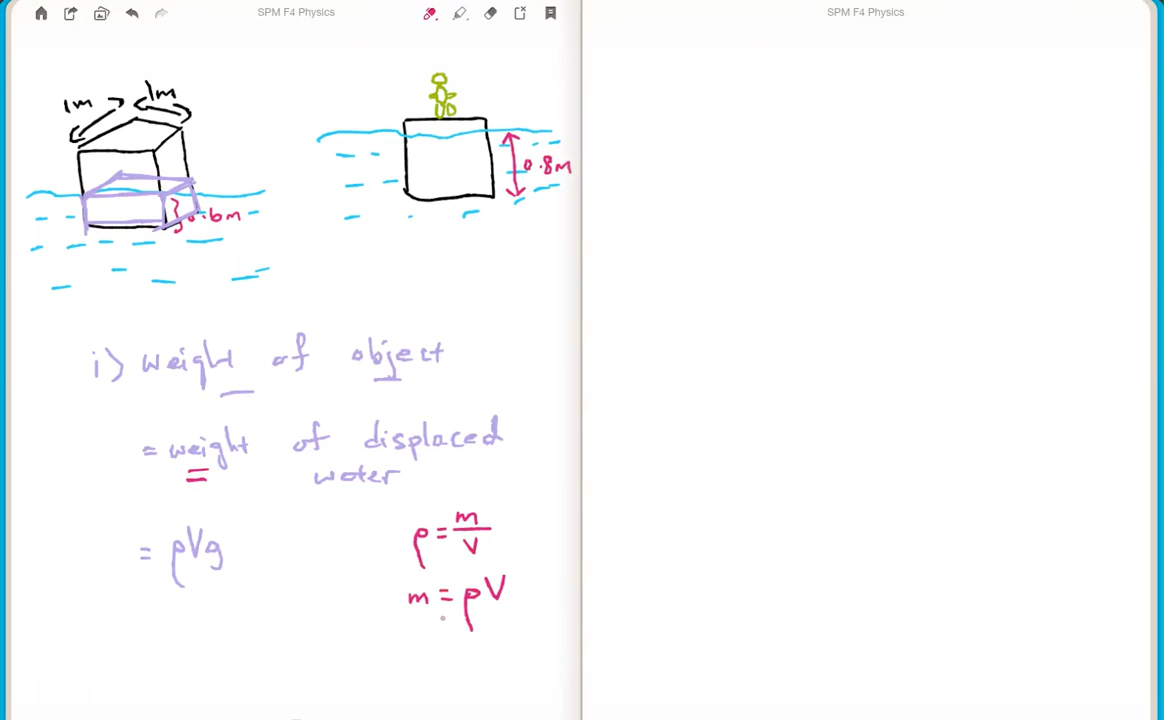 SPM F4 Physics
SPM F4 Physics
1m
1m
0.6m
0.8m
i) weight of object
= weight of displaced
water
= ρVg
ρ = m/V
m = ρV